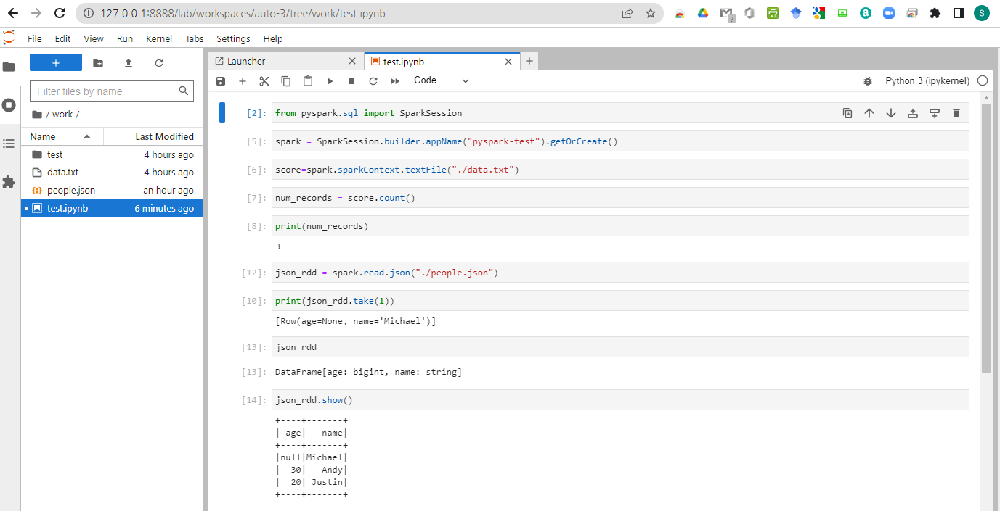 127.0.0.1:8888/lab/workspaces/auto-3/tree/work/test.ipynb
?
a
S
File Edit View Run Kernel Tabs Settings Help
+
Filter files by name
/ work /
Name Last Modified
test 4 hours ago
data.txt 4 hours ago
people.json an hour ago
test.ipynb 6 minutes ago
Launcher
test.ipynb
Code
Python 3 (ipykernel)
[2]: from pyspark.sql import SparkSession
[5]: spark = SparkSession.builder.appName("pyspark-test").getOrCreate()
[6]: score=spark.sparkContext.textFile("./data.txt")
[7]: num_records = score.count()
[8]: print(num_records)
3
[12]: json_rdd = spark.read.json("./people.json")
[10]: print(json_rdd.take(1))
[Row(age=None, name='Michael')]
[13]: json_rdd
[13]: DataFrame[age: bigint, name: string]
[14]: json_rdd.show()
+----+-------+
| age|   name|
+----+-------+
|null|Michael|
|  30|   Andy|
|  20| Justin|
+----+-------+